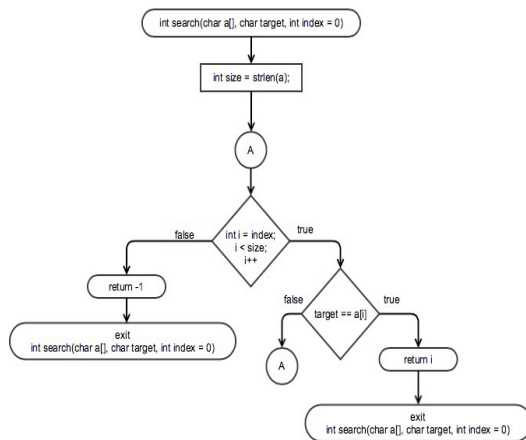 int search(char a[], char target, int index = 0)
int size = strlen(a);
A
int i = index;
i < size;
i++
false
true
return -1
exit
int search(char a[], char target, int index = 0)
target == a[i]
false
true
A
return i
exit
int search(char a[], char target, int index = 0)